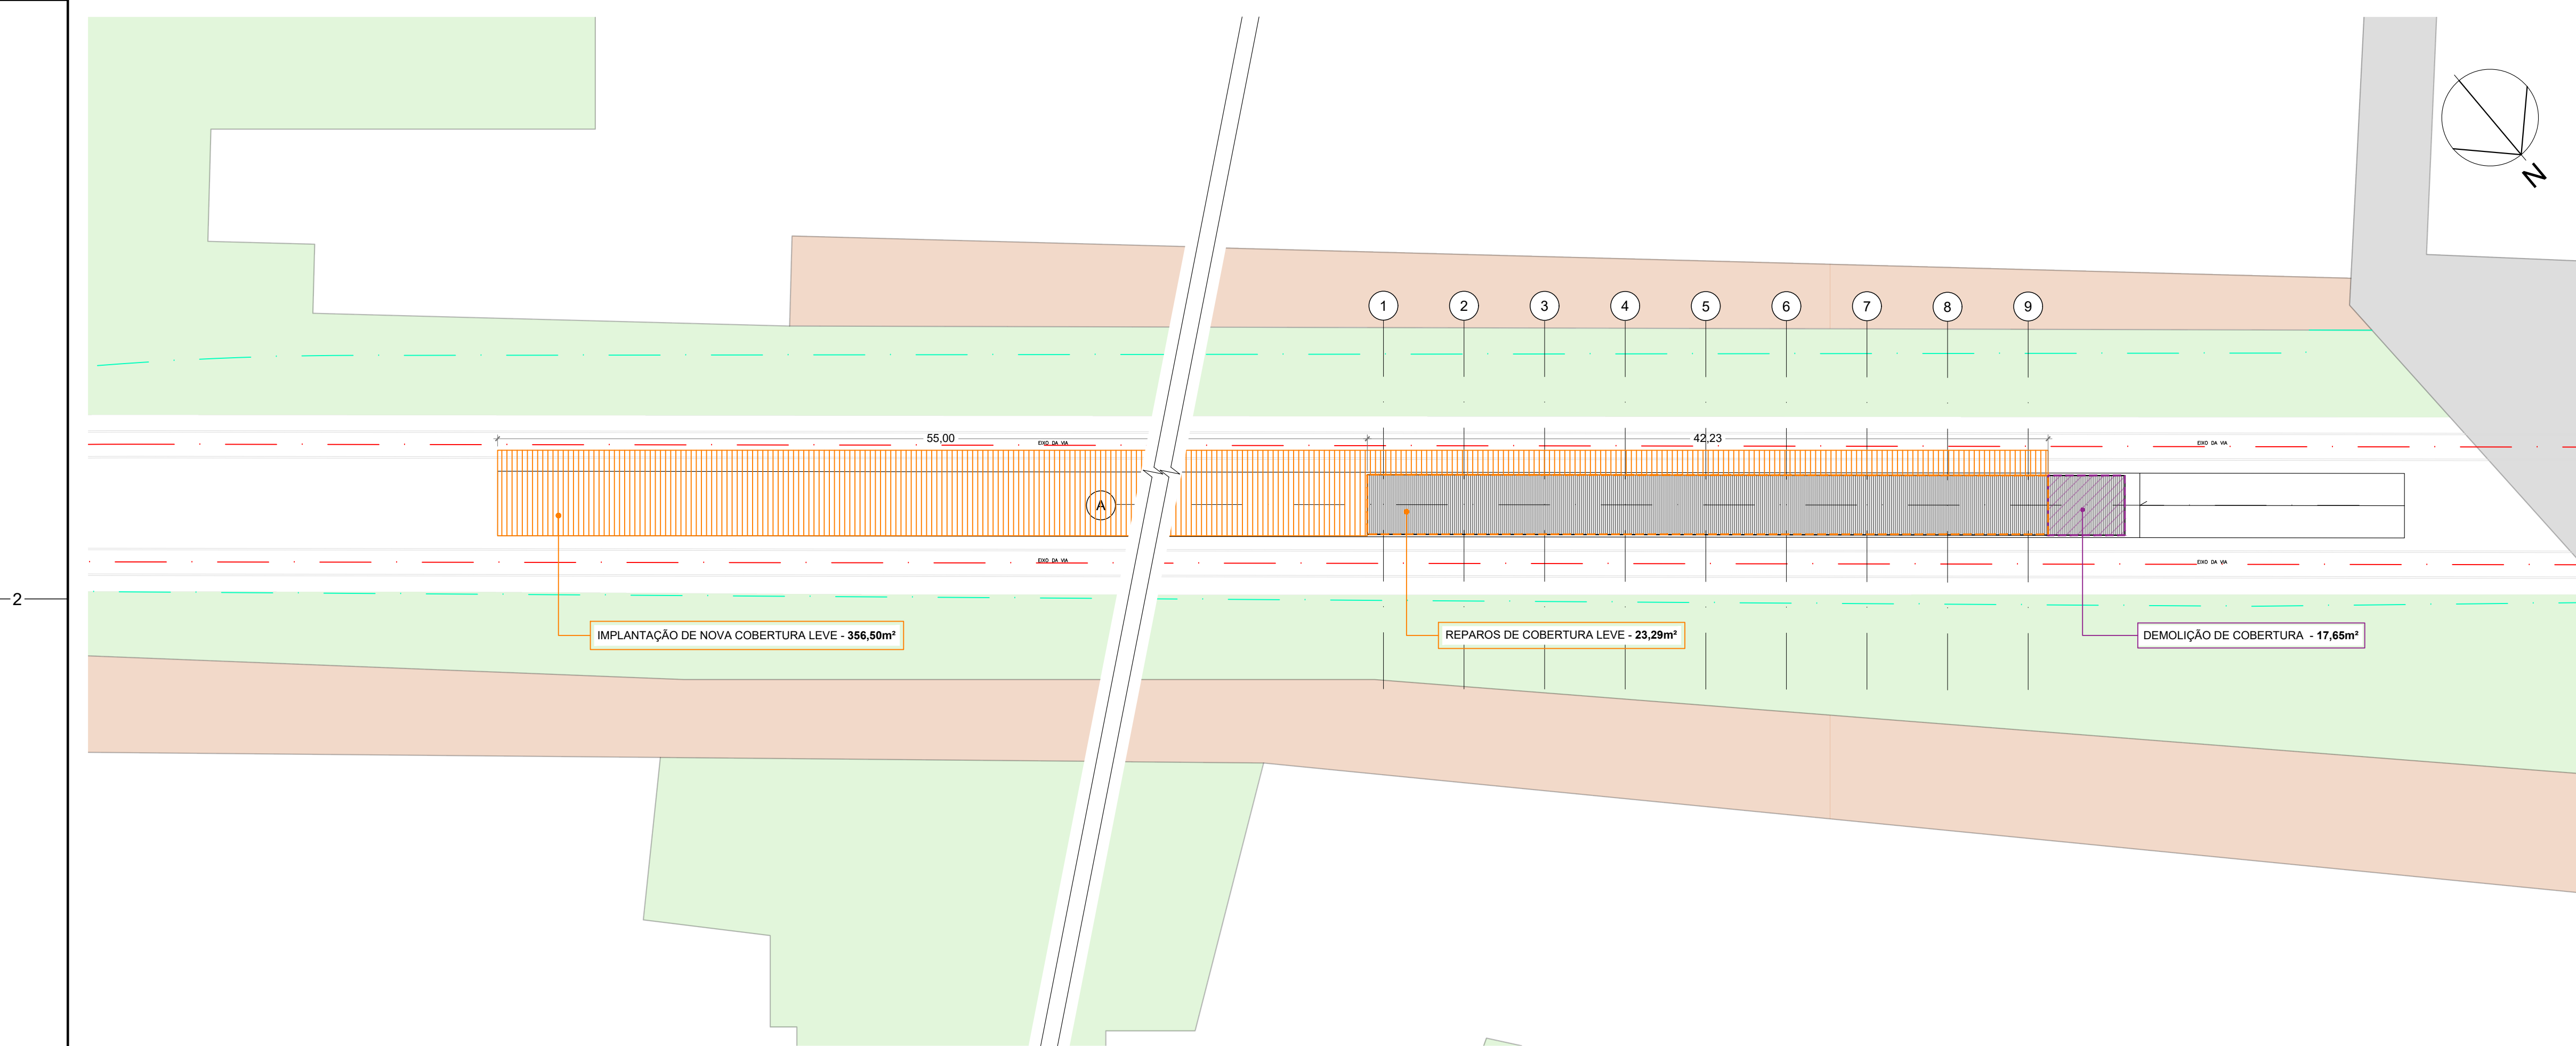 N
1 2 3 4 5 6 7 8 9
55,00
EIXO DA VIA
42,23
EIXO DA VIA
A
EIXO DA VIA
EIXO DA VIA
2
IMPLANTAÇÃO DE NOVA COBERTURA LEVE - 356,50m²
REPAROS DE COBERTURA LEVE - 23,29m²
DEMOLIÇÃO DE COBERTURA - 17,65m²